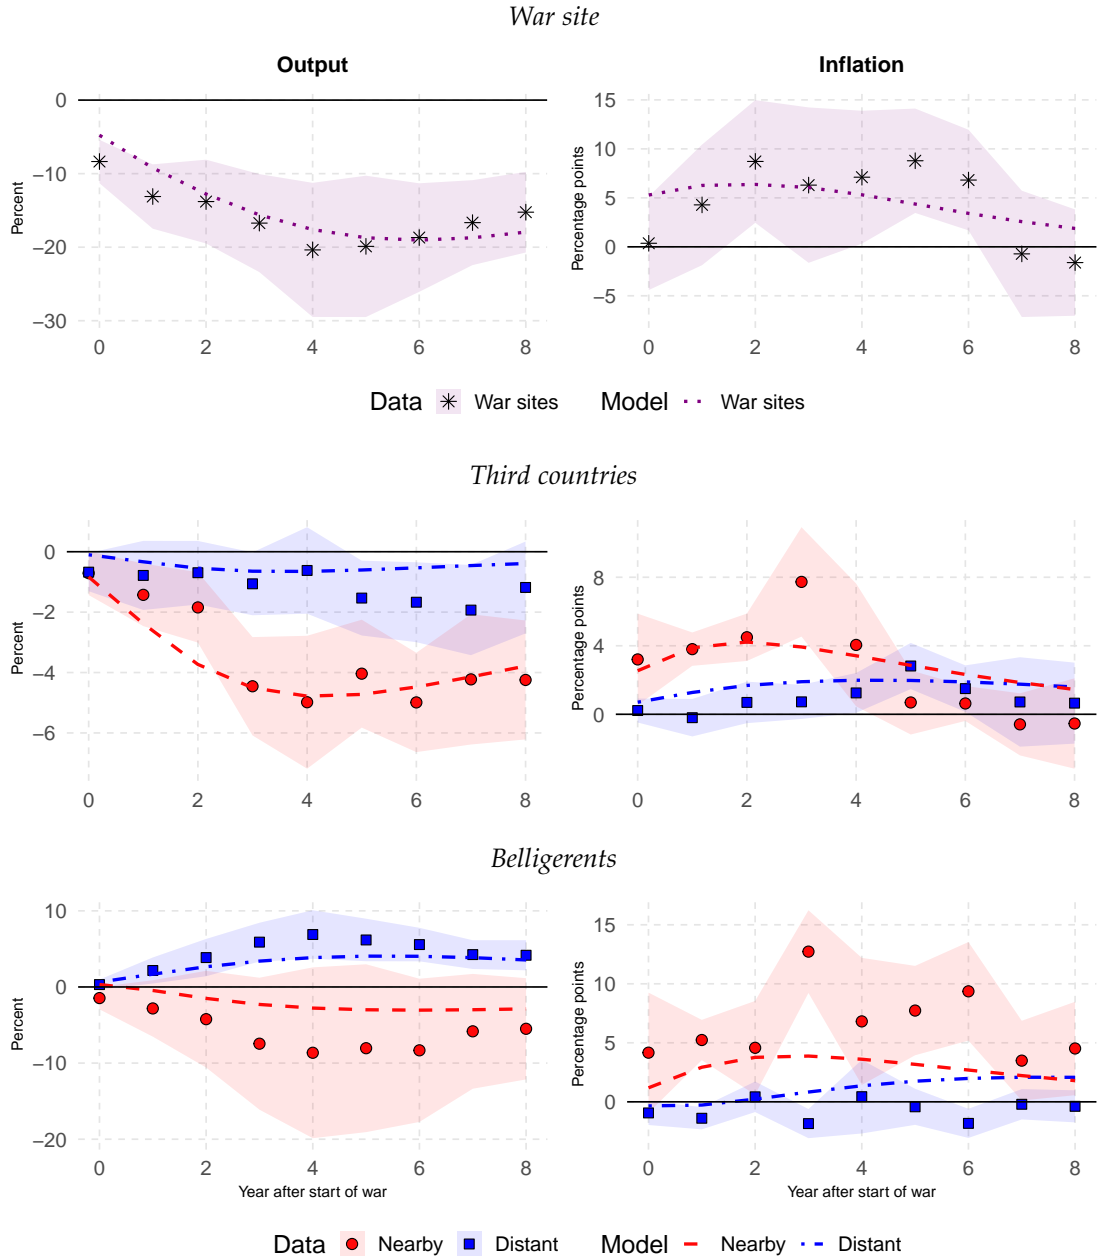 War site
Output
Inflation
Percent
0
−10
−20
−30
0 2 4 6 8
Percentage points
15
10
5
0
−5
0 2 4 6 8
Data War sites Model War sites
Third countries
Percent
0
−2
−4
−6
0 2 4 6 8
Percentage points
8
4
0
0 2 4 6 8
Belligerents
Percent
10
0
−10
−20
0 2 4 6 8
Year after start of war
Percentage points
15
10
5
0
0 2 4 6 8
Year after start of war
Data Nearby Distant Model Nearby Distant